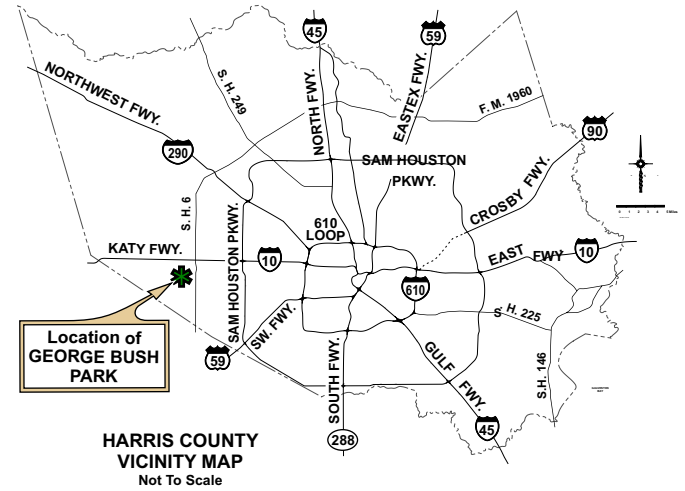 45
59
NORTHWEST FWY.
S. H. 249
NORTH FWY.
EASTEX FWY.
F. M. 1960
90
290
SAM HOUSTON
PKWY.
CROSBY FWY.
S. H. 6
SAM HOUSTON PKWY.
610
LOOP
KATY FWY.
10
EAST FWY
10
610
Location of
GEORGE BUSH
PARK
59
SW. FWY.
S H. 225
SOUTH FWY.
GULF FWY.
S.H. 146
288
45
HARRIS COUNTY
VICINITY MAP
Not To Scale